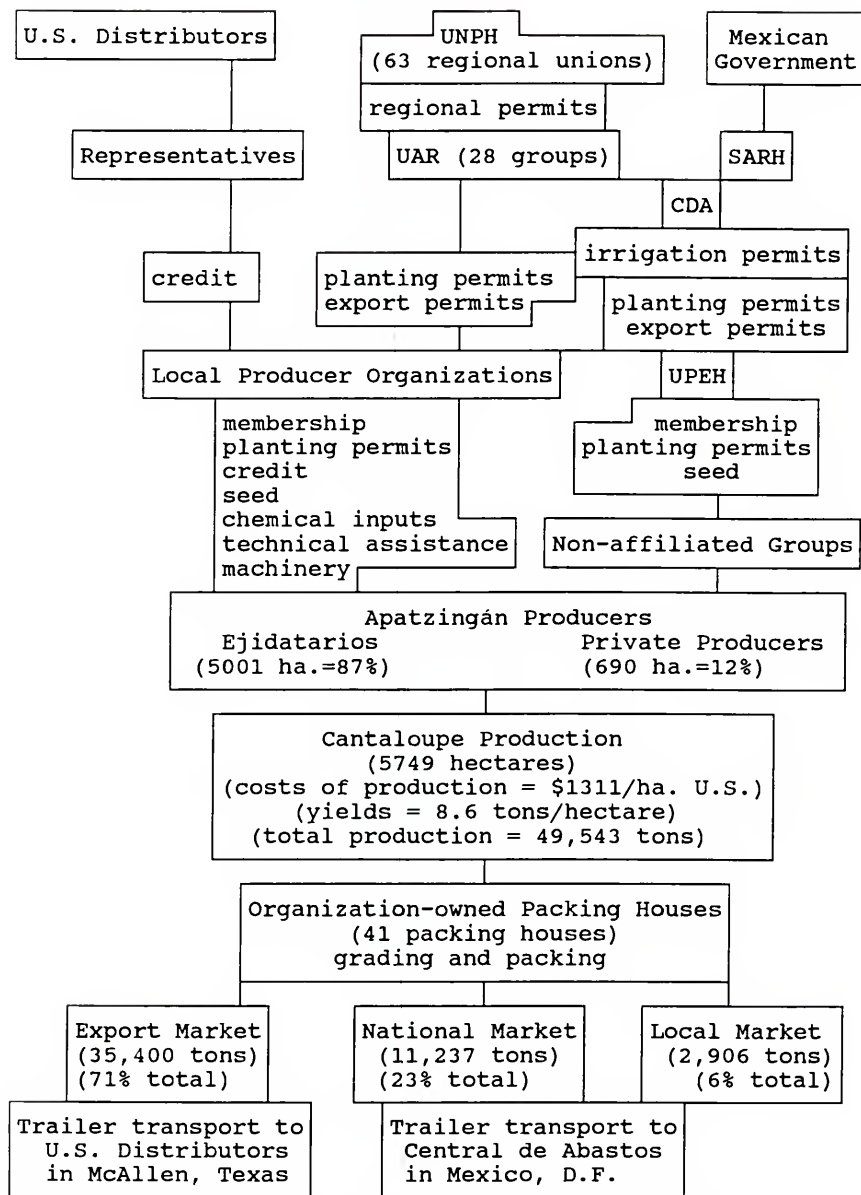 U.S. Distributors
UNPH
(63 regional unions)
Mexican
Government
regional permits
Representatives
UAR (28 groups)
SARH
CDA
irrigation permits
credit
planting permits
export permits
planting permits
export permits
Local Producer Organizations
UPEH
membership
planting permits
credit
seed
chemical inputs
technical assistance
machinery
membership
planting permits
seed
Non-affiliated Groups
Apatzingán Producers
Ejidatarios
(5001 ha.=87%)
Private Producers
(690 ha.=12%)
Cantaloupe Production
(5749 hectares)
(costs of production = $1311/ha. U.S.)
(yields = 8.6 tons/hectare)
(total production = 49,543 tons)
Organization-owned Packing Houses
(41 packing houses)
grading and packing
Export Market
(35,400 tons)
(71% total)
National Market
(11,237 tons)
(23% total)
Local Market
(2,906 tons)
(6% total)
Trailer transport to
U.S. Distributors
in McAllen, Texas
Trailer transport to
Central de Abastos
in Mexico, D.F.